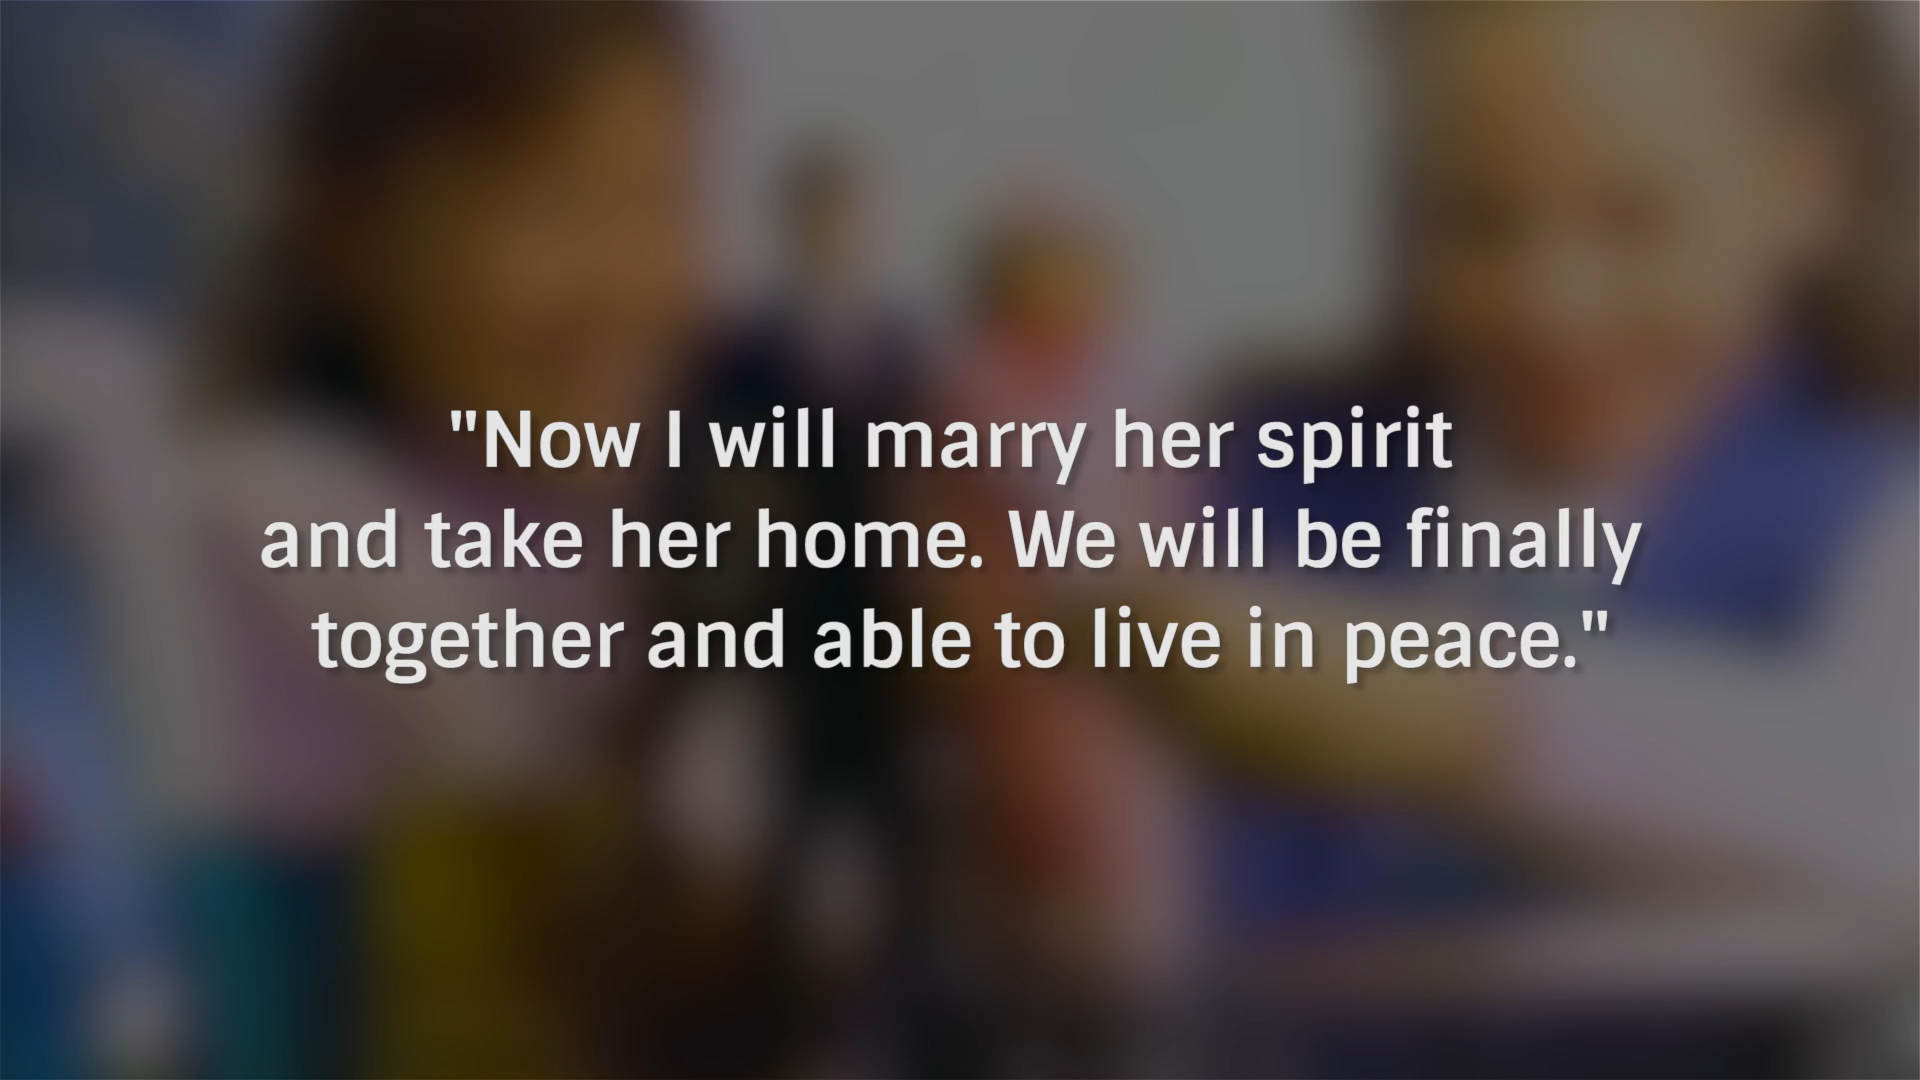 "Now I will marry her spirit
and take her home. We will be finally
together and able to live in peace."